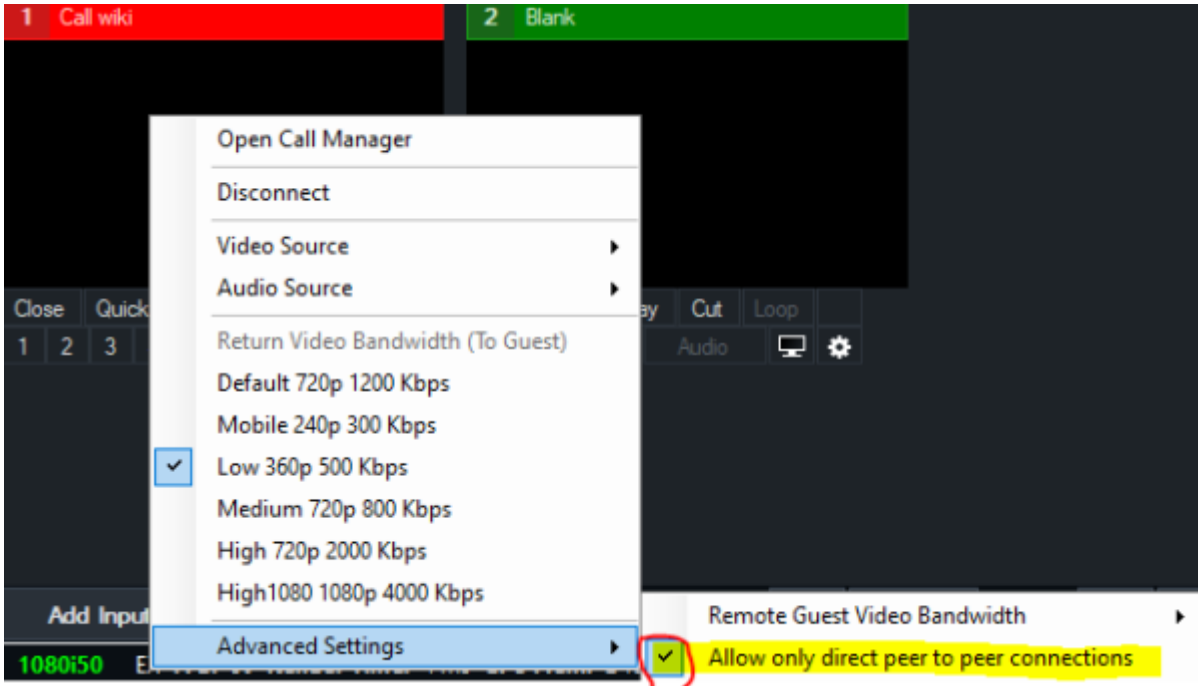 1 Call wiki
2 Blank
Open Call Manager
Disconnect
Video Source
Audio Source
Close Quick Cut Loop
Return Video Bandwidth (To Guest)
1 2 3 Audio
Default 720p 1200 Kbps
Mobile 240p 300 Kbps
Low 360p 500 Kbps
Medium 720p 800 Kbps
High 720p 2000 Kbps
High1080 1080p 4000 Kbps
Add Input
Remote Guest Video Bandwidth
Advanced Settings
Allow only direct peer to peer connections
1080i50